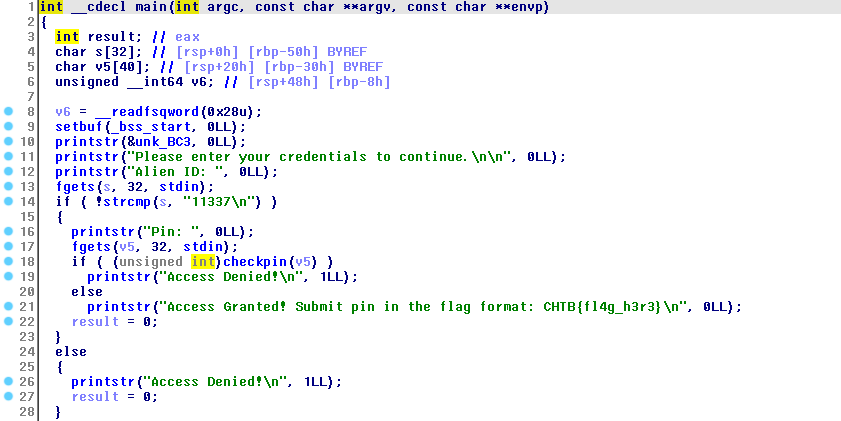 1 int __cdecl main(int argc, const char **argv, const char **envp)
2 {
3 int result; // eax
4 char s[32]; // [rsp+0h] [rbp-50h] BYREF
5 char v5[40]; // [rsp+20h] [rbp-30h] BYREF
6 unsigned __int64 v6; // [rsp+48h] [rbp-8h]
7
8 v6 = __readfsqword(0x28u);
9 setbuf(_bss_start, 0LL);
10 printstr(&unk_BC3, 0LL);
11 printstr("Please enter your credentials to continue.\n\n", 0LL);
12 printstr("Alien ID: ", 0LL);
13 fgets(s, 32, stdin);
14 if ( !strcmp(s, "11337\n") )
15 {
16 printstr("Pin: ", 0LL);
17 fgets(v5, 32, stdin);
18 if ( (unsigned int)checkpin(v5) )
19 printstr("Access Denied!\n", 1LL);
20 else
21 printstr("Access Granted! Submit pin in the flag format: CHTB{fl4g_h3r3}\n", 0LL);
22 result = 0;
23 }
24 else
25 {
26 printstr("Access Denied!\n", 1LL);
27 result = 0;
28 }